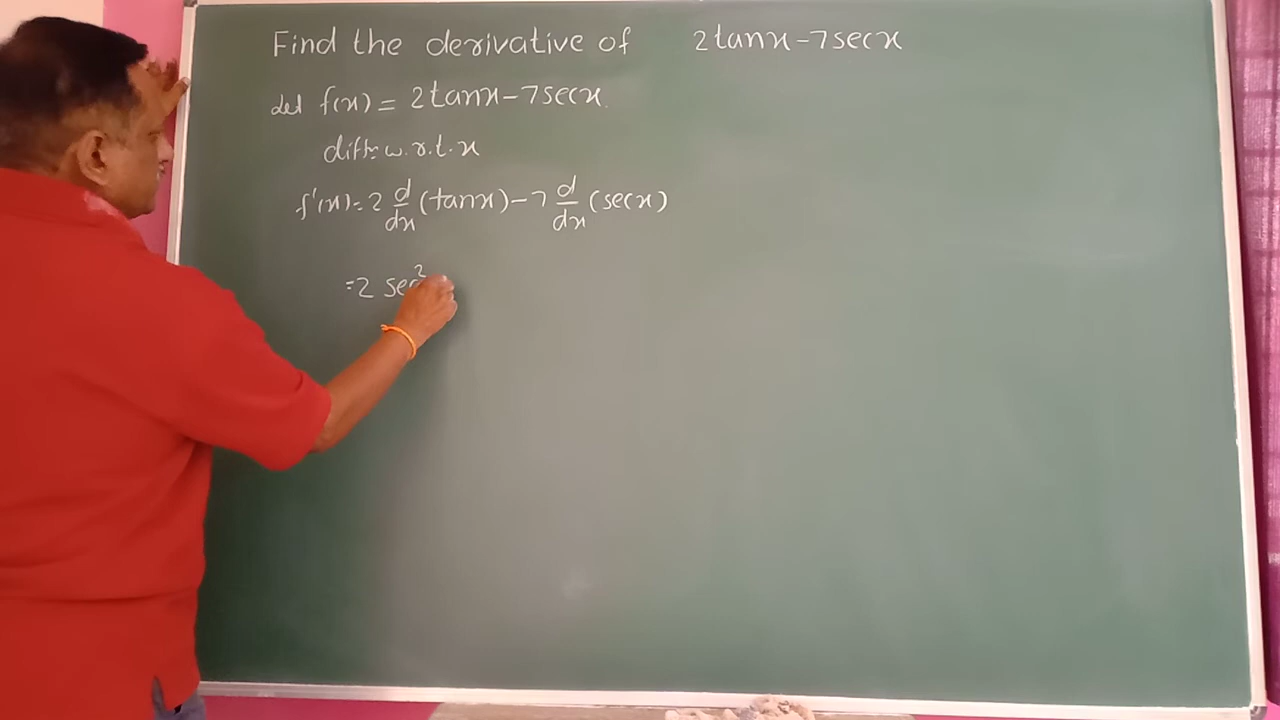 Find the derivative of 2tanx-7secx
let f(x) = 2tanx-7secx.
diff. w.r.t. x
f'(x)=2 d/dx (tanx)-7 d/dx (secx)
=2 sec²